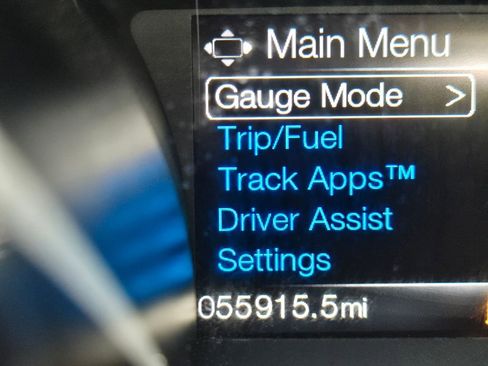 Main Menu
Gauge Mode >
Trip/Fuel
Track Apps™
Driver Assist
Settings
055915.5mi